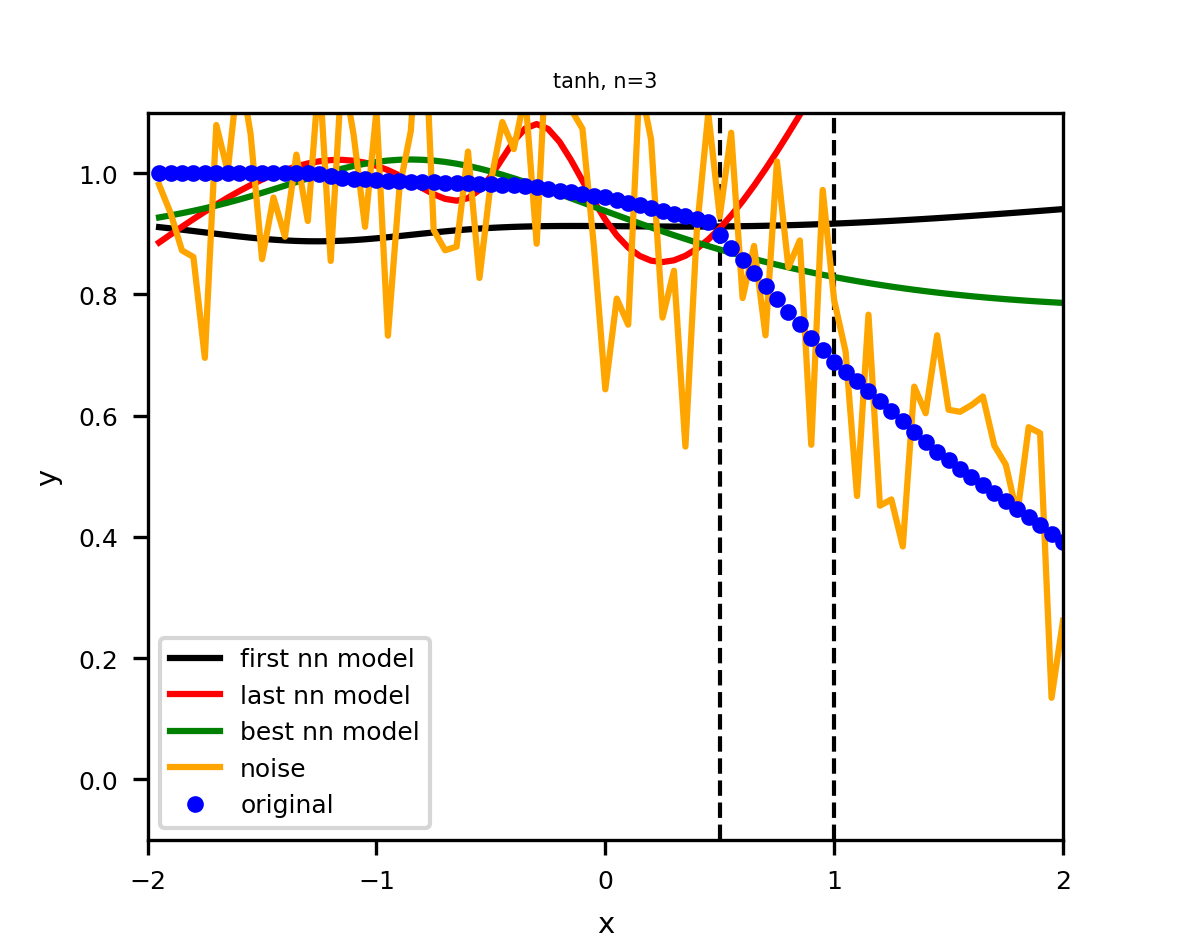 tanh, n=3
y
1.0
0.8
0.6
0.4
0.2
0.0
first nn model
last nn model
best nn model
noise
original
−2 −1 0 1 2
x